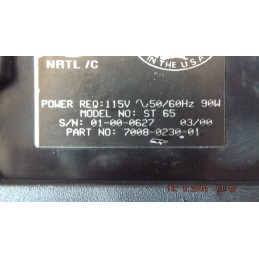 IN THE U.S.A.
NRTL /C
POWER REQ:115V ∿50/60Hz 90W
MODEL NO: ST 65
S/N: 01-00-0627 03/00
PART NO: 7008-0230-01